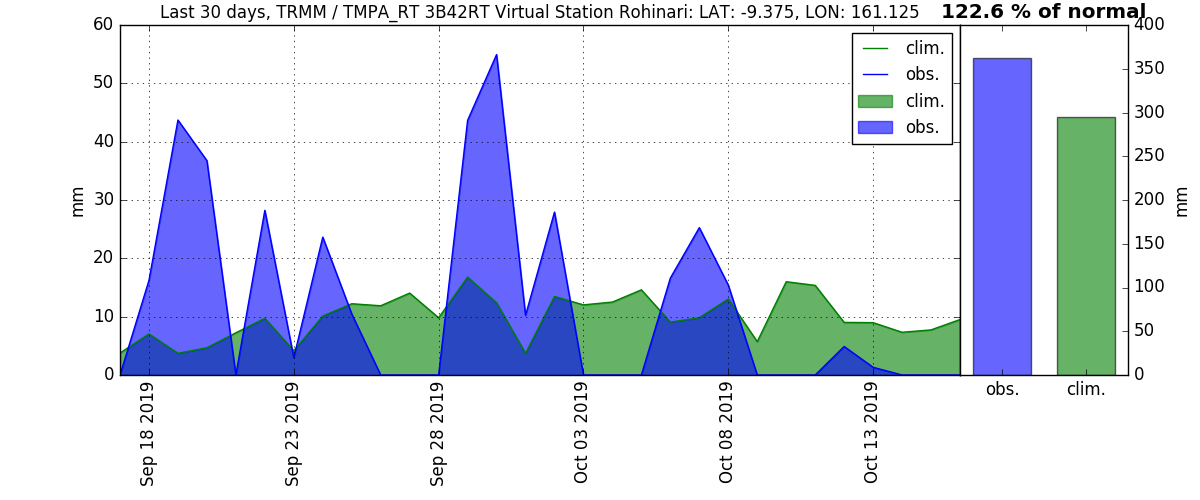 Last 30 days, TRMM / TMPA_RT 3B42RT Virtual Station Rohinari: LAT: -9.375, LON: 161.125
122.6 % of normal
60
50
40
30
20
10
0
mm
clim.
obs.
clim.
obs.
Sep 18 2019
Sep 23 2019
Sep 28 2019
Oct 03 2019
Oct 08 2019
Oct 13 2019
400
350
300
250
200
150
100
50
0
mm
obs.
clim.